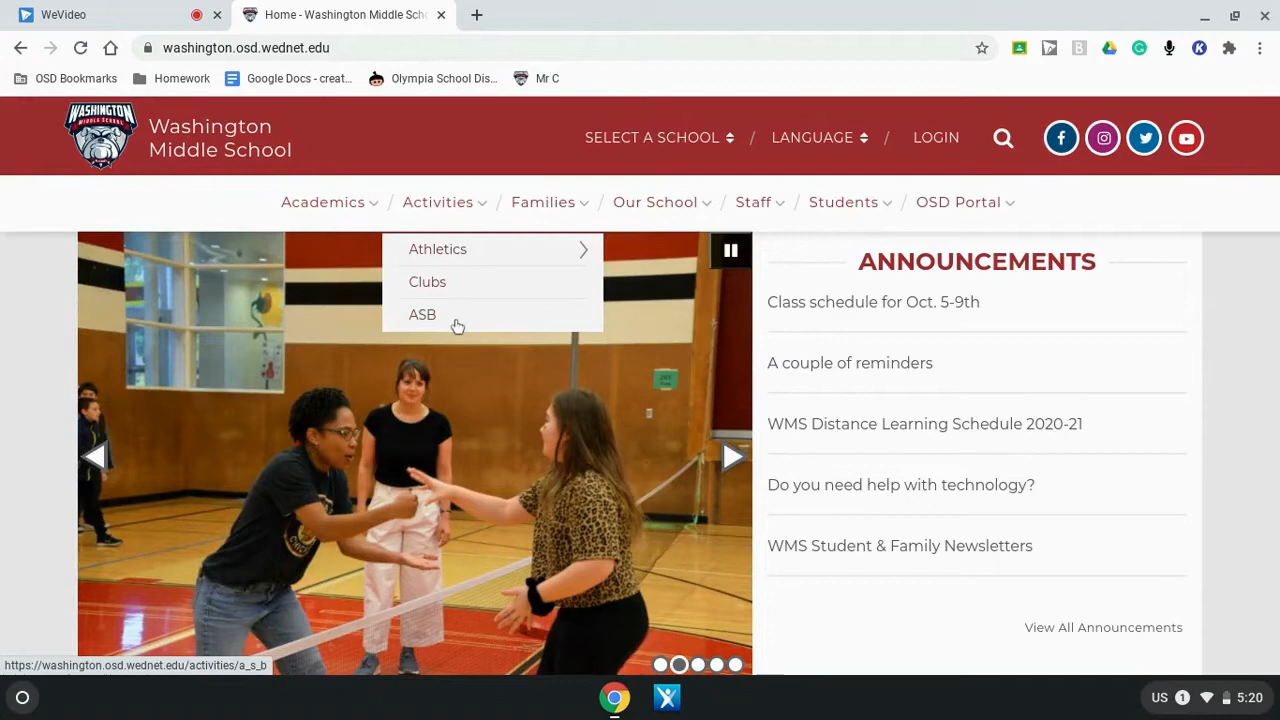 WeVideo
Home - Washington Middle Scho
washington.osd.wednet.edu
OSD Bookmarks
Homework
Google Docs - creat...
Olympia School Dis...
Mr C
WASHINGTON
Washington
Middle School
SELECT A SCHOOL / LANGUAGE / LOGIN
Academics / Activities / Families / Our School / Staff / Students / OSD Portal
Athletics
Clubs
ASB
ANNOUNCEMENTS
Class schedule for Oct. 5-9th
A couple of reminders
WMS Distance Learning Schedule 2020-21
Do you need help with technology?
WMS Student & Family Newsletters
View All Announcements
https://washington.osd.wednet.edu/activities/a_s_b
US 1 5:20